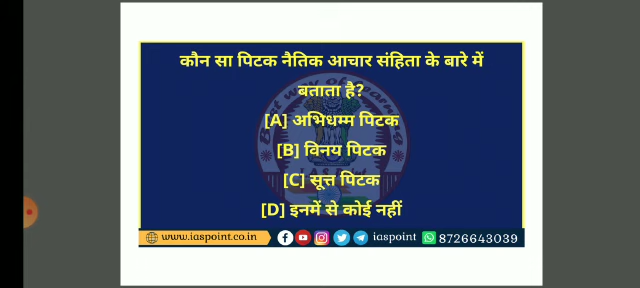 कौन सा पिटक नैतिक आचार संहिता के बारे में
बताता है?
[A] अभिधम्म पिटक
[B] विनय पिटक
[C] सूत्त पिटक
[D] इनमें से कोई नहीं
www.iaspoint.co.in iaspoint 8726643039